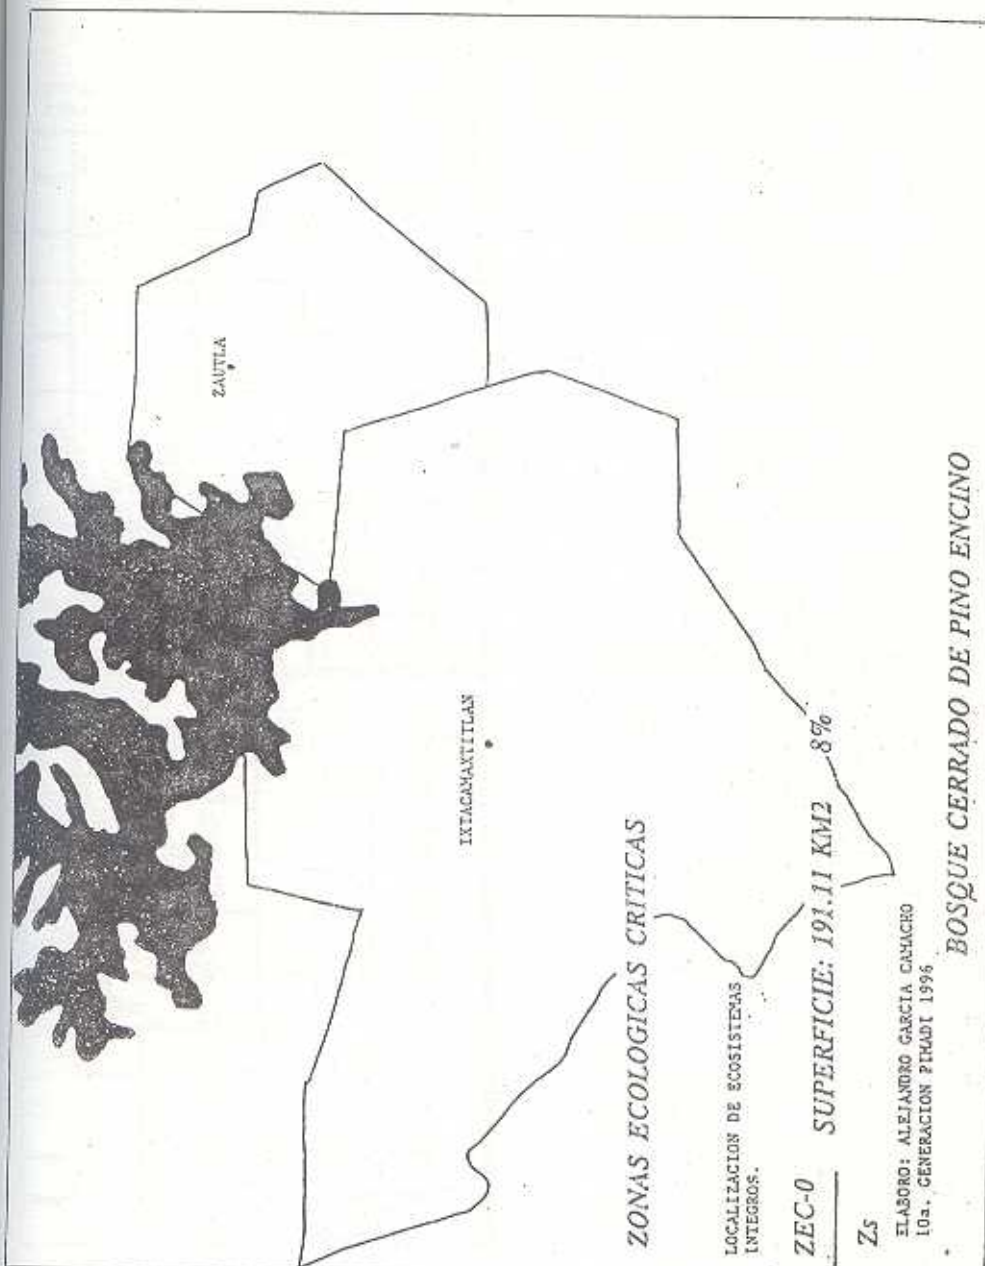 ZAUTLA
IXTACAMAXTITLAN
ZONAS ECOLOGICAS CRITICAS
LOCALIZACION DE ECOSISTEMAS
INTEGROS.
ZEC-0 SUPERFICIE: 191.11 KM2 8%
Zs
ELABORO: ALEJANDRO GARCIA CAMACHO
10a. GENERACION PIMADI 1996
BOSQUE CERRADO DE PINO ENCINO